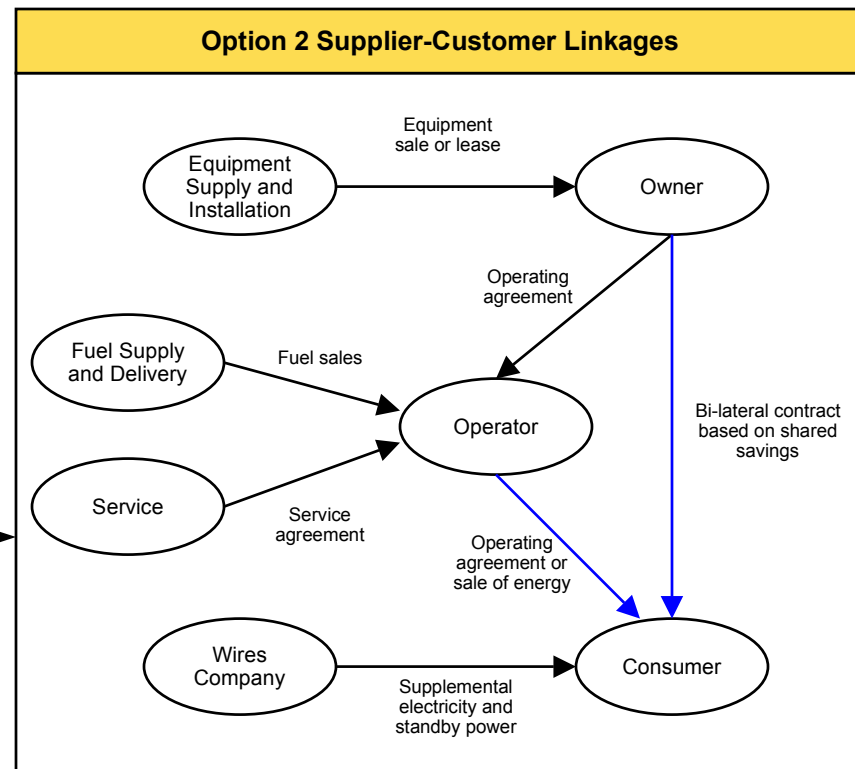 Option 2 Supplier-Customer Linkages
Equipment
sale or lease
Equipment
Supply and
Installation
Owner
Operating
agreement
Fuel Supply
and Delivery
Fuel sales
Operator
Bi-lateral contract
based on shared
savings
Service
Service
agreement
Operating
agreement or
sale of energy
Wires
Company
Supplemental
electricity and
standby power
Consumer